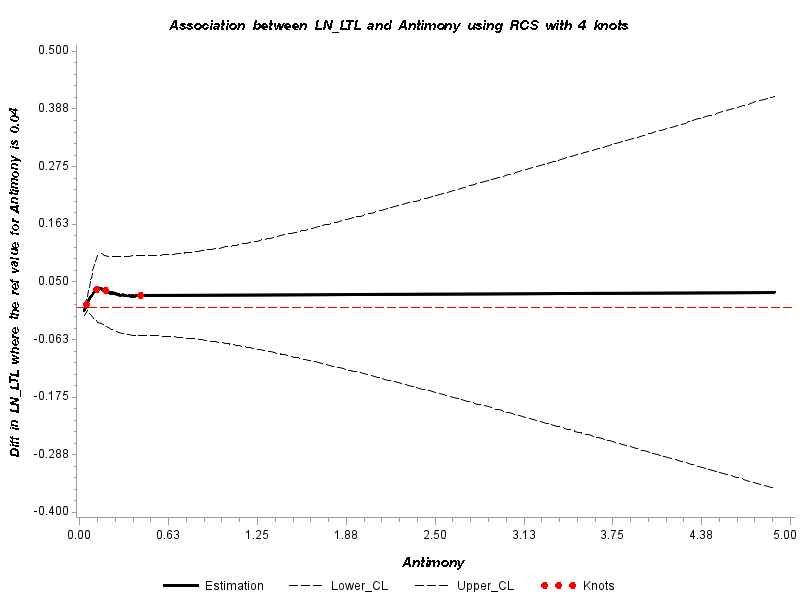 Association between LN_LTL and Antimony using RCS with 4 knots
Diff in LN_LTL where the ref value for Antimony is 0.04
0.500
0.388
0.275
0.163
0.050
-0.063
-0.175
-0.288
-0.400
0.00 0.63 1.25 1.88 2.50 3.13 3.75 4.38 5.00
Antimony
Estimation Lower_CL Upper_CL Knots